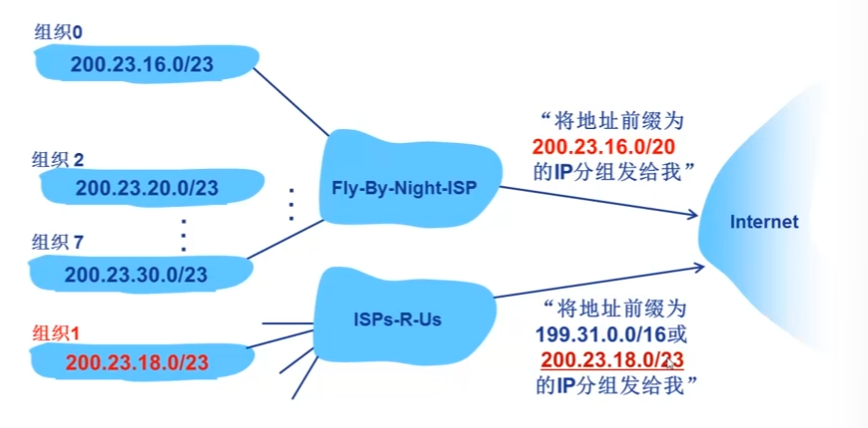 组织0
200.23.16.0/23
组织 2
200.23.20.0/23
组织 7
200.23.30.0/23
组织1
200.23.18.0/23
Fly-By-Night-ISP
ISPs-R-Us
“将地址前缀为
200.23.16.0/20
的IP分组发给我”
“将地址前缀为
199.31.0.0/16或
200.23.18.0/23
的IP分组发给我”
Internet